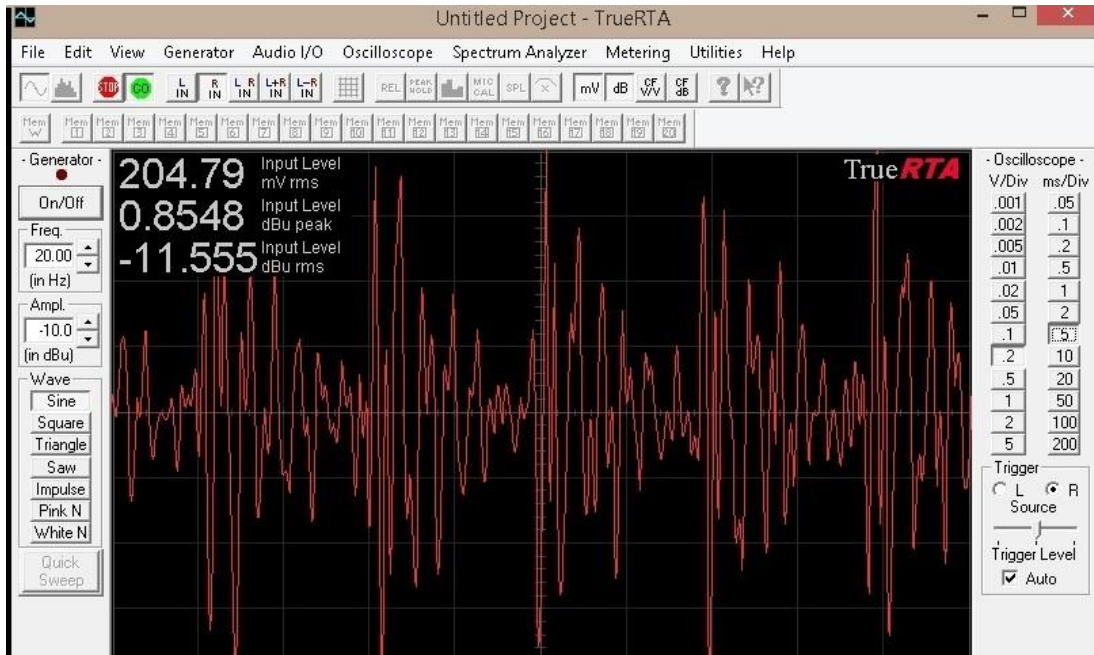 Untitled Project - TrueRTA
File Edit View Generator Audio I/O Oscilloscope Spectrum Analyzer Metering Utilities Help
STOP GO L IN R IN L R IN L+R IN L-R IN REL PEAK HOLD MIC CAL SPL mV dB CF V/V CF dB ? ?
Mem W Mem 1 Mem 2 Mem 3 Mem 4 Mem 5 Mem 6 Mem 7 Mem 8 Mem 9 Mem 10 Mem 11 Mem 12 Mem 13 Mem 14 Mem 15 Mem 16 Mem 17 Mem 18 Mem 19 Mem 20
- Generator -
On/Off
Freq.
20.00
(in Hz)
Ampl.
-10.0
(in dBu)
Wave
Sine
Square
Triangle
Saw
Impulse
Pink N
White N
Quick
Sweep
204.79 Input Level
mV rms
0.8548 Input Level
dBu peak
-11.555 Input Level
dBu rms
TrueRTA
- Oscilloscope -
V/Div ms/Div
.001 .05
.002 .1
.005 .2
.01 .5
.02 1
.05 2
.1 5
.2 10
.5 20
1 50
2 100
5 200
Trigger
L R
Source
Trigger Level
Auto